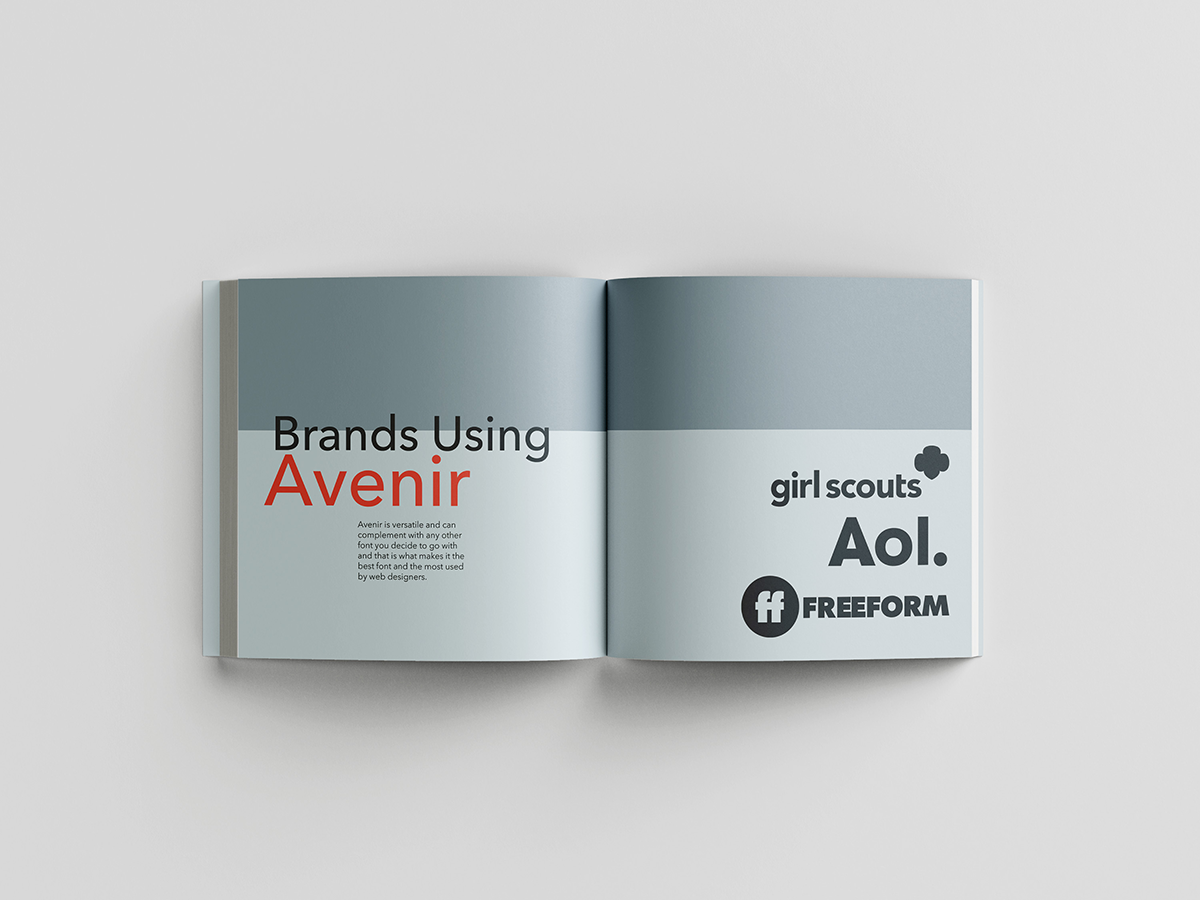 Brands Using
Avenir
Avenir is versatile and can
complement with any other
font you decide to go with
and that is what makes it the
best font and the most used
by web designers.
girl scouts
Aol.
ff FREEFORM